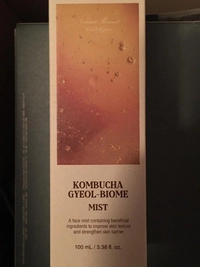 KOMBUCHA
GYEOL-BIOME
MIST
A face mist containing beneficial
ingredients to improve skin texture
and strengthen skin barrier
100 mL / 3.38 fl. oz.